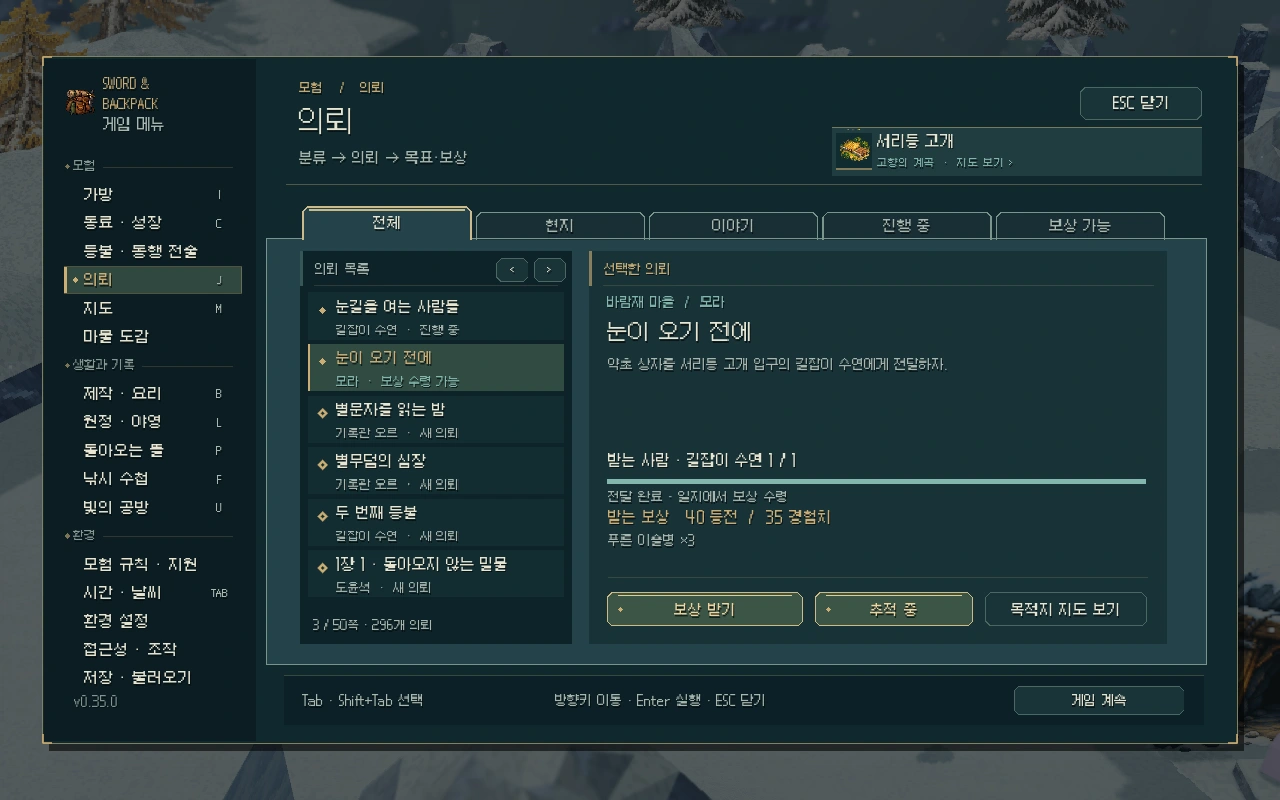 SWORD &
BACKPACK
게임 메뉴
모험
가방 I
동료 · 성장 C
등불 · 동행 전술
의뢰 J
지도 M
마물 도감
생활과 기록
제작 · 요리 B
원정 · 야영 L
돌아오는 뜰 P
낚시 수첩 F
빛의 공방 U
환경
모험 규칙 · 지원
시간 · 날씨 TAB
환경 설정
접근성 · 조작
저장 · 불러오기
v0.35.0
모험 / 의뢰
의뢰
분류 → 의뢰 → 목표·보상
ESC 닫기
서리등 고개
고향의 계곡 · 지도 보기 ›
전체 현지 이야기 진행 중 보상 가능
의뢰 목록 ‹ ›
눈길을 여는 사람들
길잡이 수연 · 진행 중
눈이 오기 전에
모라 · 보상 수령 가능
별문자를 읽는 밤
기록관 오르 · 새 의뢰
별무덤의 심장
기록관 오르 · 새 의뢰
두 번째 등불
길잡이 수연 · 새 의뢰
1장 1 · 돌아오지 않는 밀물
도윤석 · 새 의뢰
3 / 50쪽 · 296개 의뢰
선택한 의뢰
바람재 마을 / 모라
눈이 오기 전에
약초 상자를 서리등 고개 입구의 길잡이 수연에게 전달하자.
받는 사람 · 길잡이 수연 1 / 1
전달 완료 · 일지에서 보상 수령
받는 보상 40 등전 / 35 경험치
푸른 이슬병 ×3
보상 받기 추적 중 목적지 지도 보기
Tab · Shift+Tab 선택 방향키 이동 · Enter 실행 · ESC 닫기 게임 계속